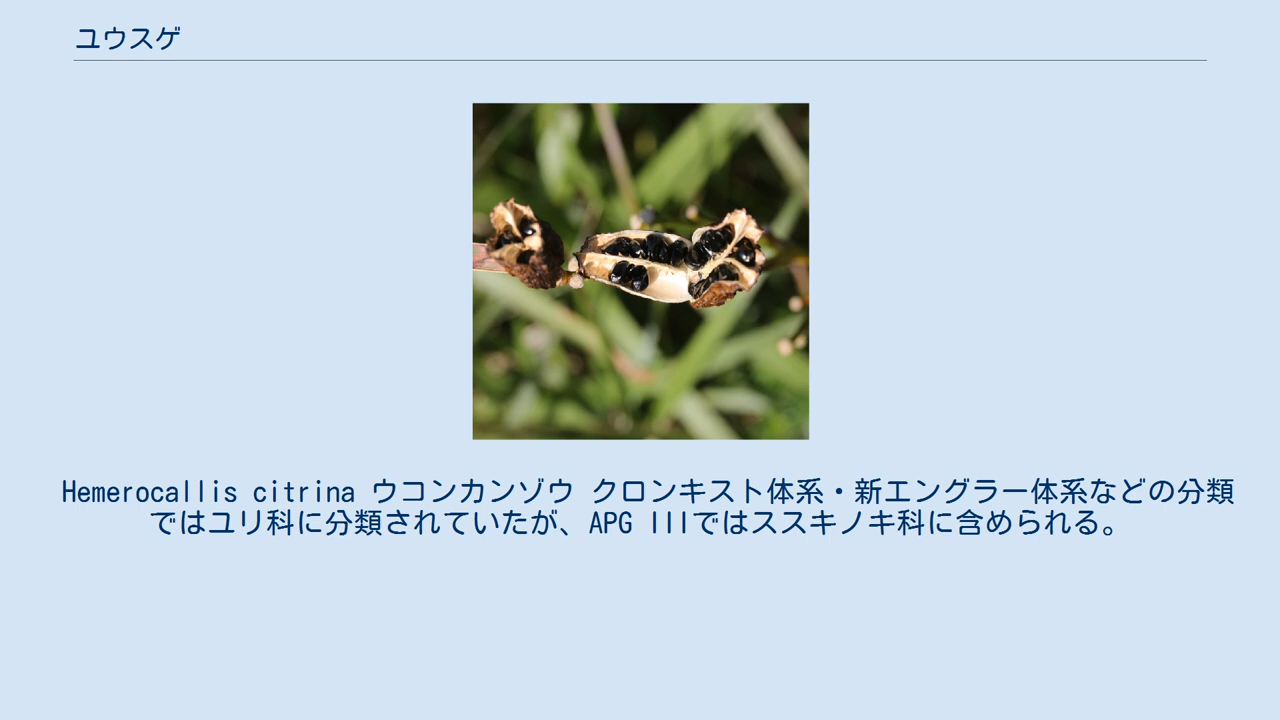 ユウスゲ
Hemerocallis citrina ウコンカンゾウ クロンキスト体系・新エングラー体系などの分類
ではユリ科に分類されていたが、APG IIIではススキノキ科に含められる。